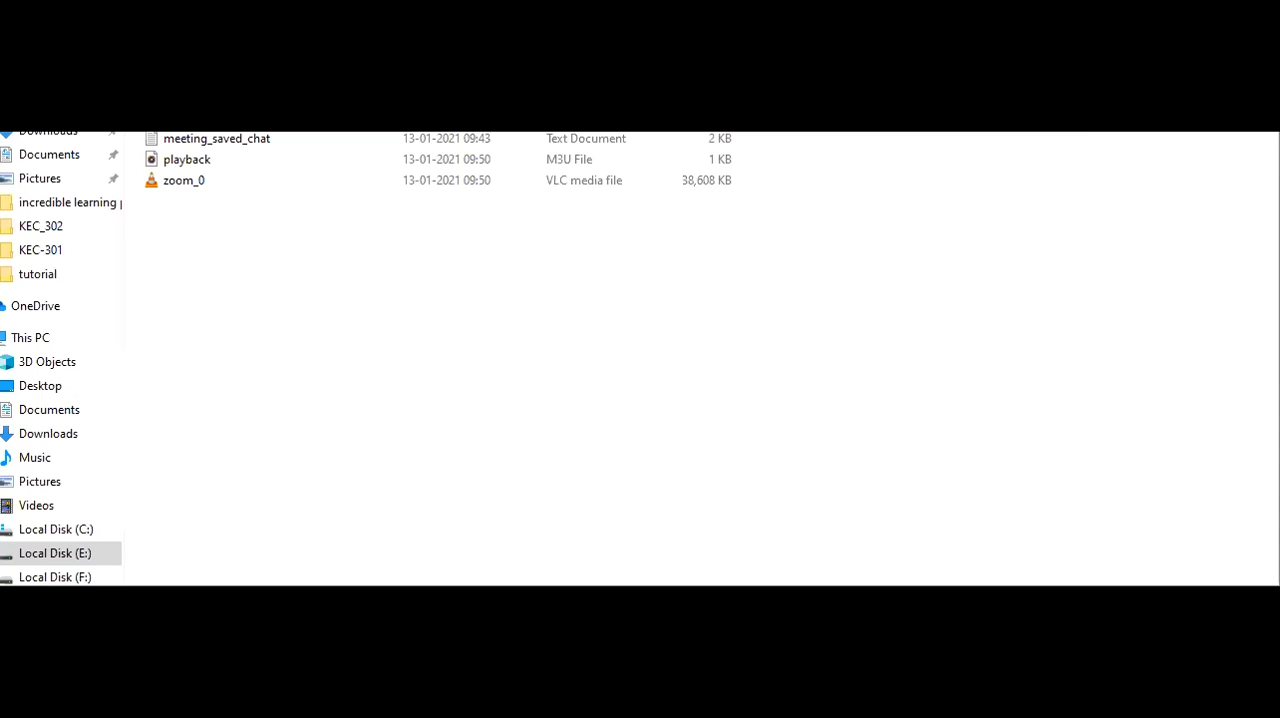 Downloads
Documents
Pictures
incredible learning
KEC_302
KEC-301
tutorial
OneDrive
This PC
3D Objects
Desktop
Documents
Downloads
Music
Pictures
Videos
Local Disk (C:)
Local Disk (E:)
Local Disk (F:)
meeting_saved_chat 13-01-2021 09:43 Text Document 2 KB
playback 13-01-2021 09:50 M3U File 1 KB
zoom_0 13-01-2021 09:50 VLC media file 38,608 KB